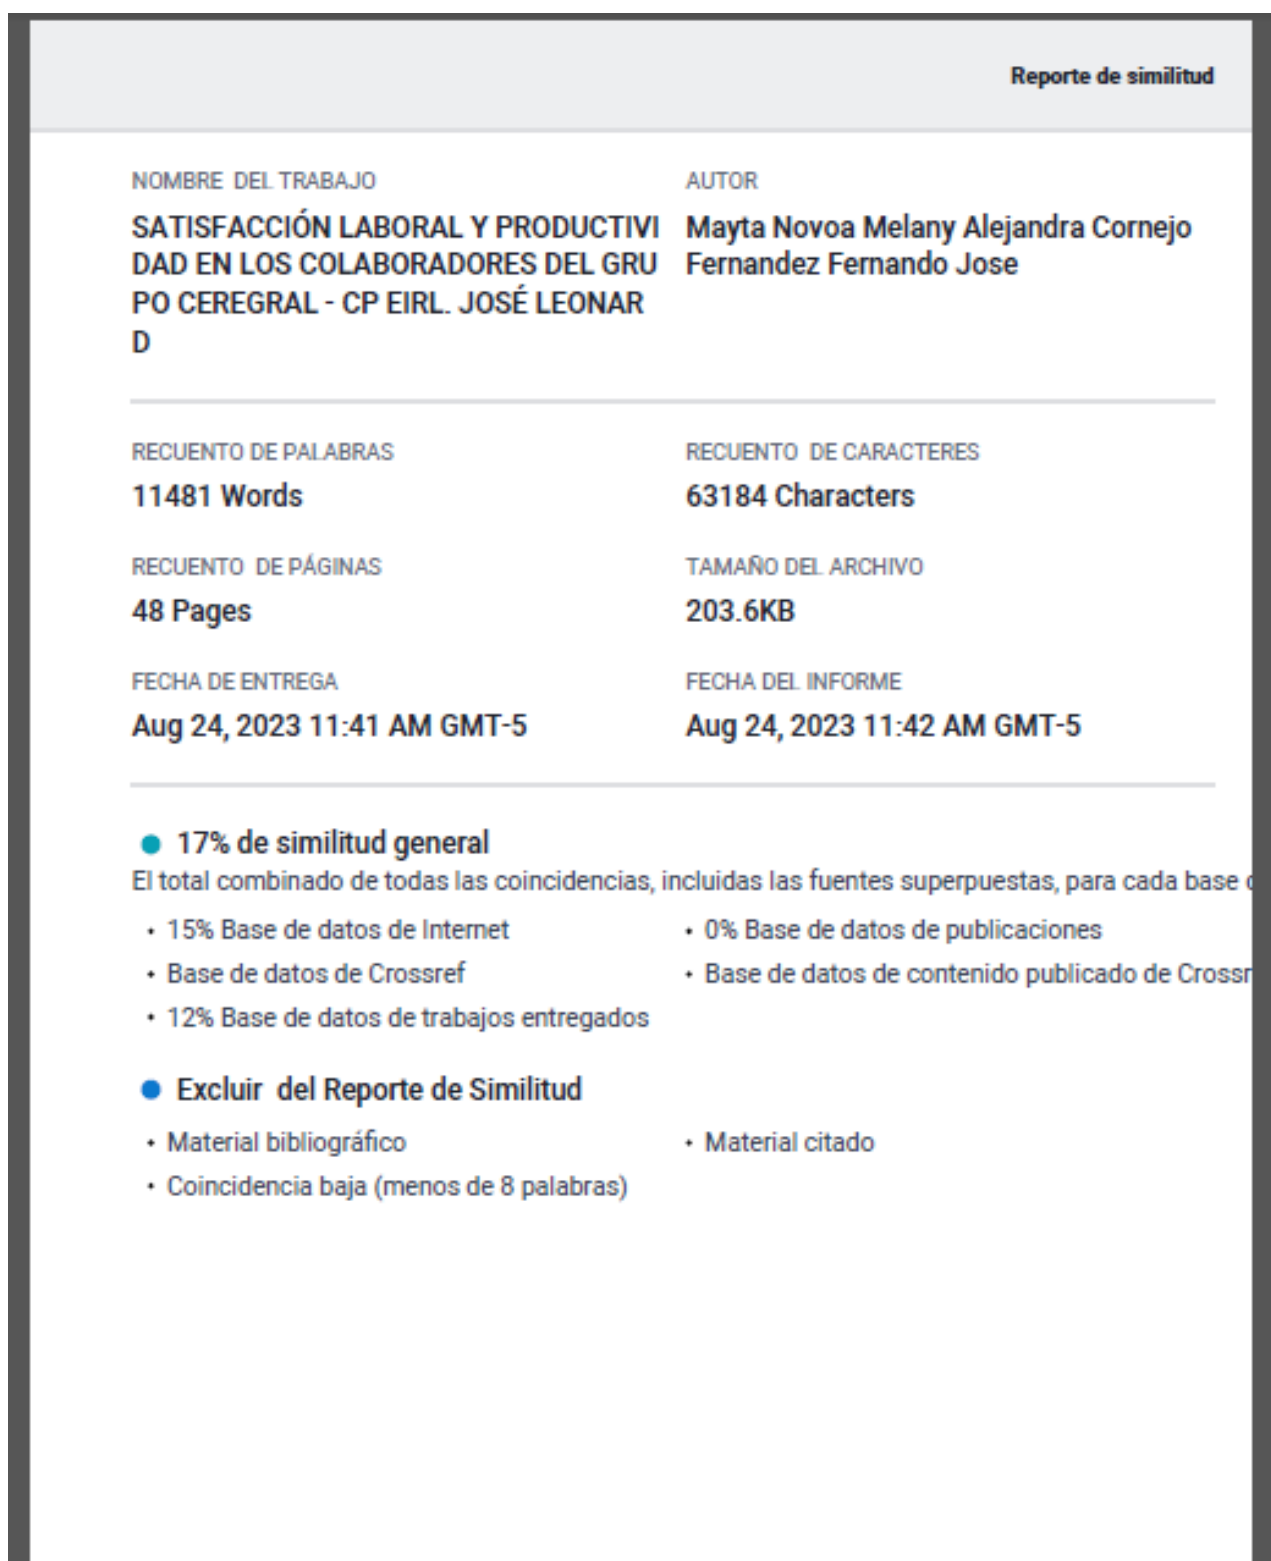 Reporte de similitud
NOMBRE DEL TRABAJO
SATISFACCIÓN LABORAL Y PRODUCTIVI
DAD EN LOS COLABORADORES DEL GRU
PO CEREGRAL - CP EIRL. JOSÉ LEONAR
D
AUTOR
Mayta Novoa Melany Alejandra Cornejo
Fernandez Fernando Jose
RECUENTO DE PALABRAS
11481 Words
RECUENTO DE CARACTERES
63184 Characters
RECUENTO DE PÁGINAS
48 Pages
TAMAÑO DEL ARCHIVO
203.6KB
FECHA DE ENTREGA
Aug 24, 2023 11:41 AM GMT-5
FECHA DEL INFORME
Aug 24, 2023 11:42 AM GMT-5
● 17% de similitud general
El total combinado de todas las coincidencias, incluidas las fuentes superpuestas, para cada base
• 15% Base de datos de Internet
• 0% Base de datos de publicaciones
• Base de datos de Crossref
• Base de datos de contenido publicado de Crossr
• 12% Base de datos de trabajos entregados
● Excluir del Reporte de Similitud
• Material bibliográfico
• Material citado
• Coincidencia baja (menos de 8 palabras)